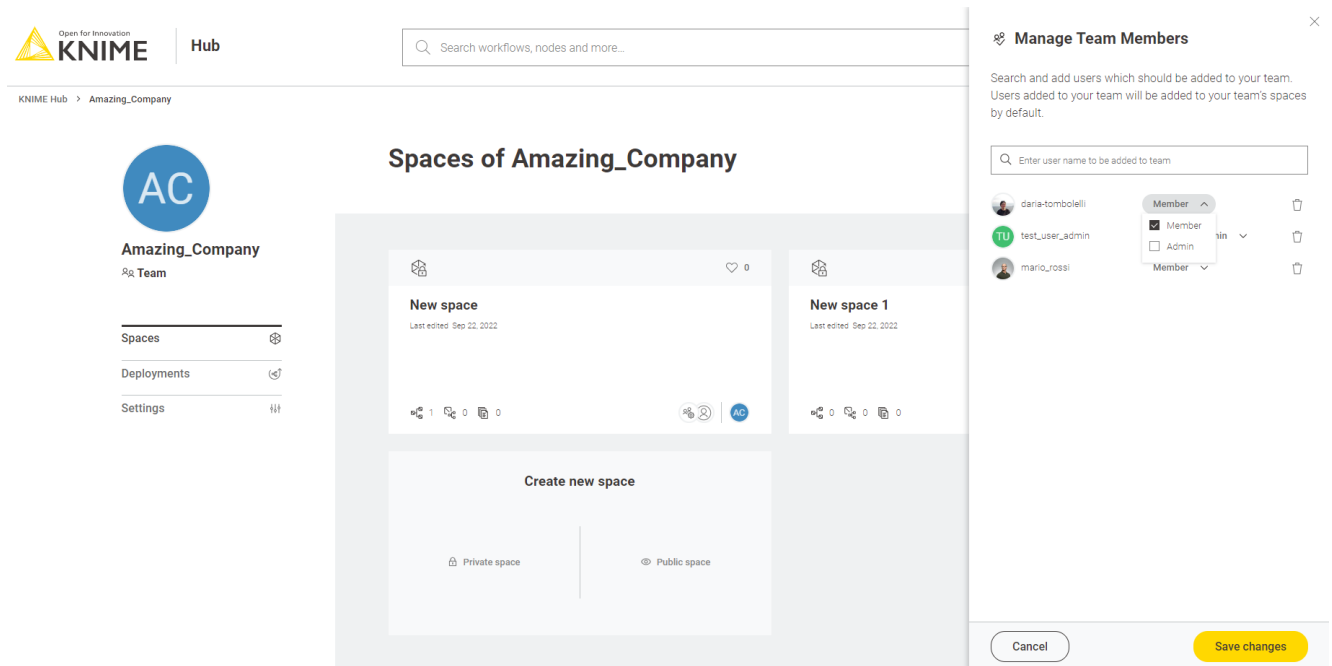 Open for Innovation
KNIME
Hub
Search workflows, nodes and more...
KNIME Hub > Amazing_Company
AC
Amazing_Company
Team
Spaces
Deployments
Settings
Spaces of Amazing_Company
0
New space
Last edited Sep 22, 2022
1 0 0
AC
New space 1
Last edited Sep 22, 2022
0 0 0
Create new space
Private space
Public space
Manage Team Members
Search and add users which should be added to your team.
Users added to your team will be added to your team's spaces
by default.
Enter user name to be added to team
daria-tombolelli
Member
Member
Admin
TU
test_user_admin
mario_rossi
Member
Cancel
Save changes